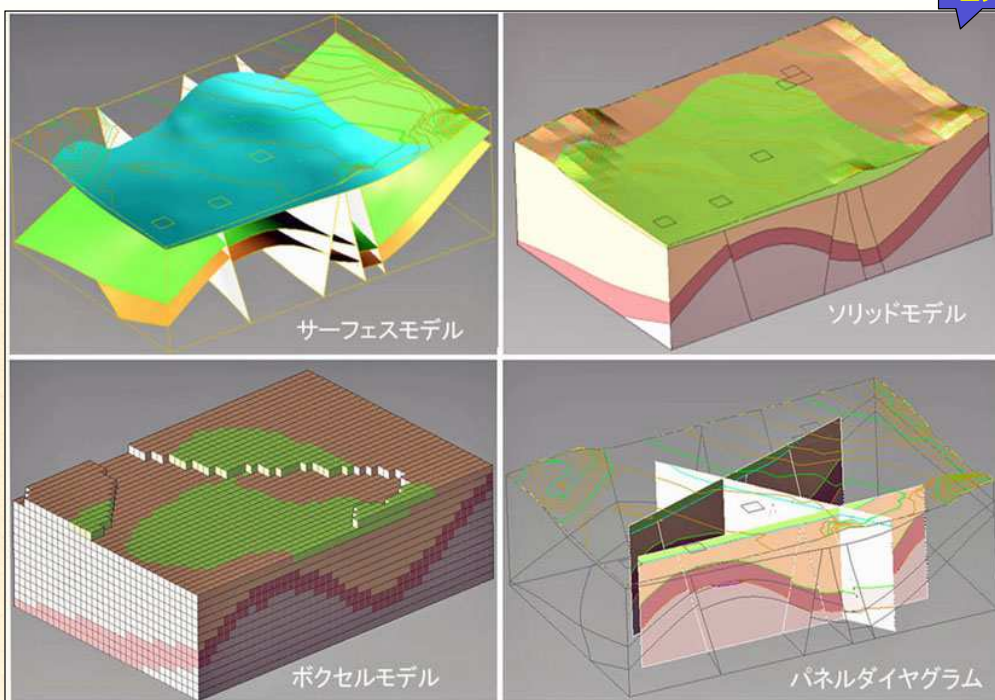 サーフェスモデル
ソリッドモデル
ボクセルモデル
パネルダイヤグラム